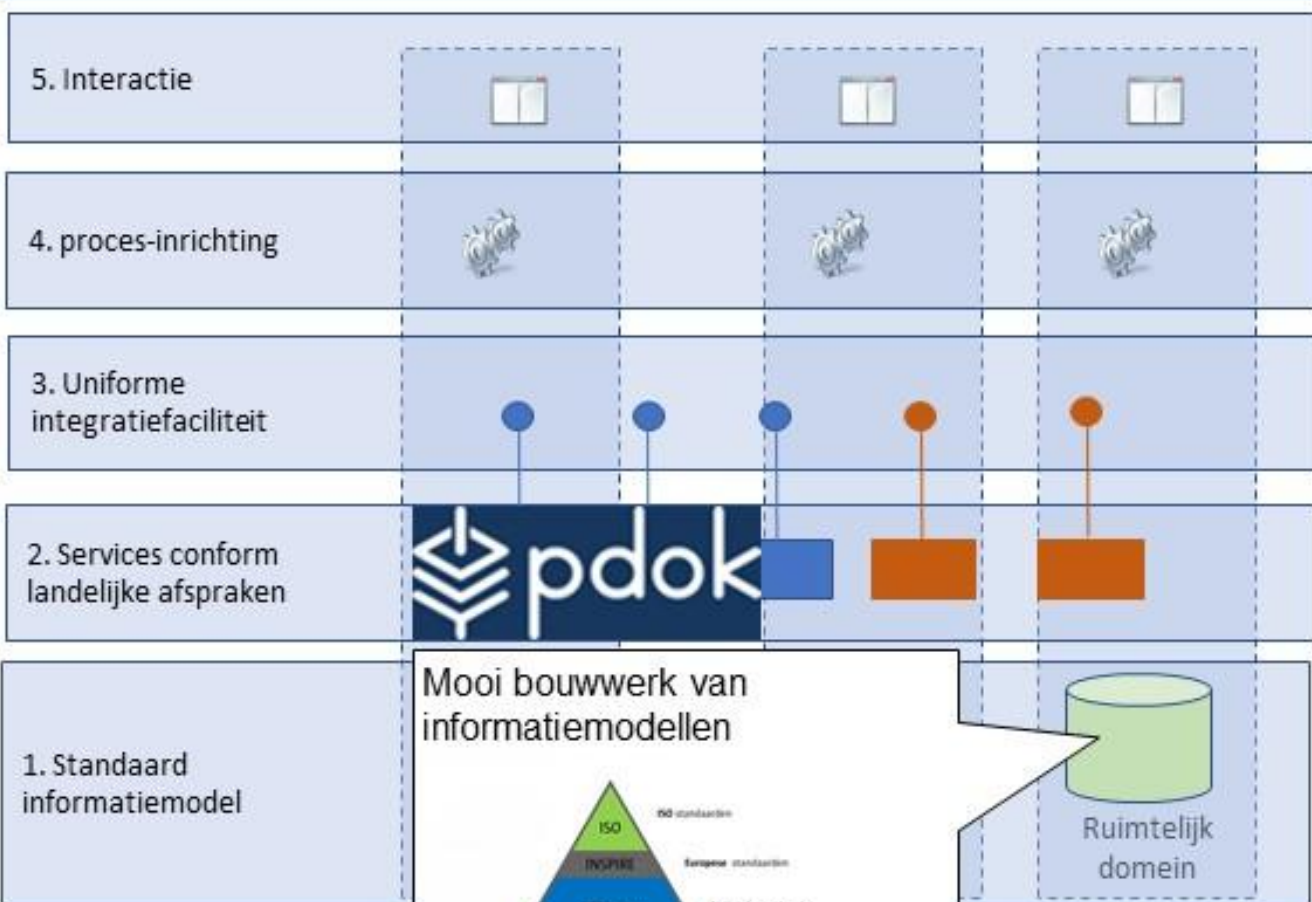 5. Interactie
4. proces-inrichting
3. Uniforme
integratiefaciliteit
2. Services conform
landelijke afspraken
pdok
1. Standaard
informatiemodel
Mooi bouwwerk van
informatiemodellen
ISO
ISO standaarden
INSPIRE
Europese standaarden
Ruimtelijk
domein